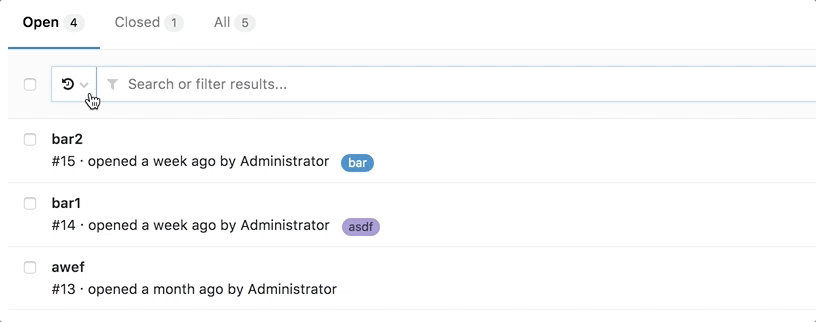 Open 4 Closed 1 All 5
Search or filter results...
bar2
#15 · opened a week ago by Administrator bar
bar1
#14 · opened a week ago by Administrator asdf
awef
#13 · opened a month ago by Administrator